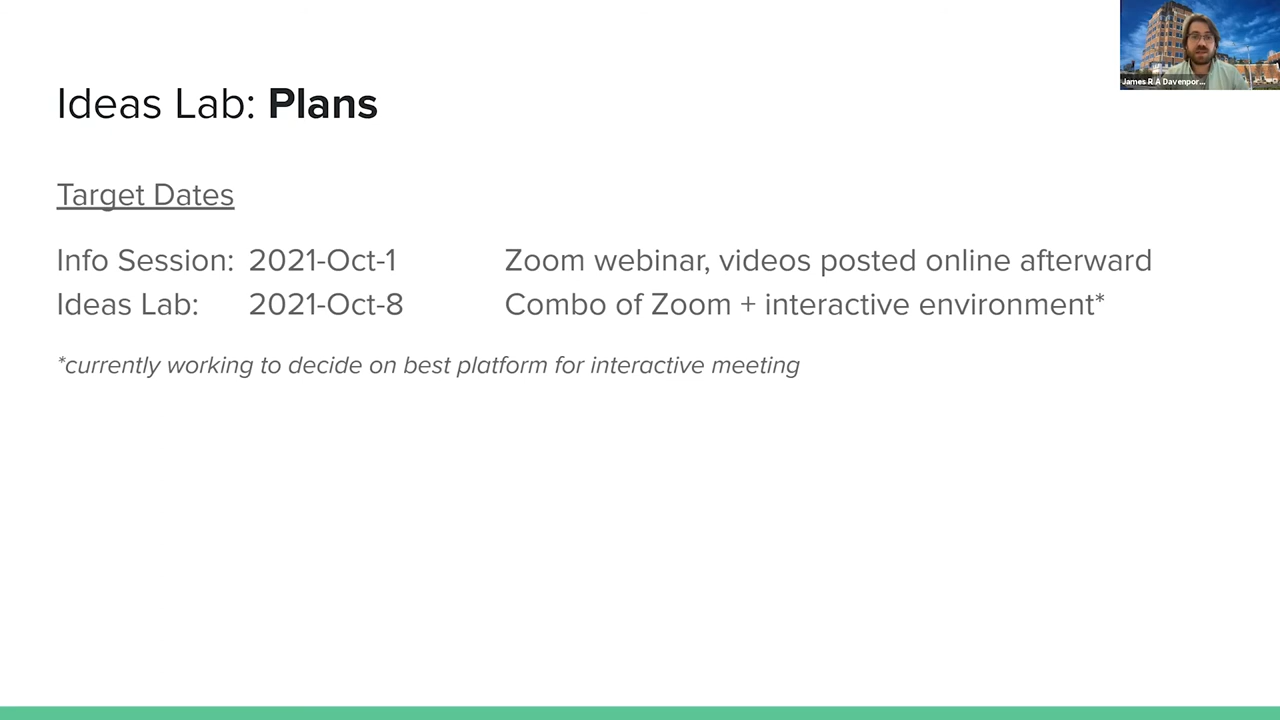 James R.A Davenpor...
Ideas Lab: Plans
Target Dates
Info Session: 2021-Oct-1 Zoom webinar, videos posted online afterward
Ideas Lab: 2021-Oct-8 Combo of Zoom + interactive environment*
*currently working to decide on best platform for interactive meeting